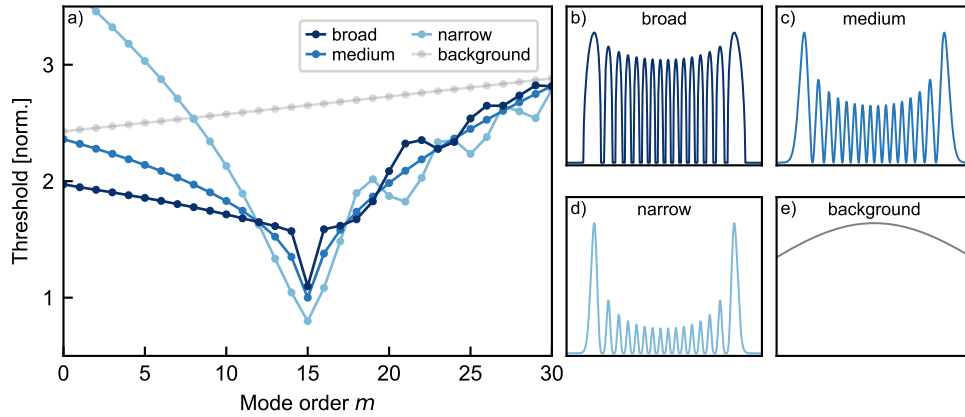 a)
broad
medium
narrow
background
Threshold [norm.]
3
2
1
0
5
10
15
20
25
30
Mode order m
b)
broad
c)
medium
d)
narrow
e)
background